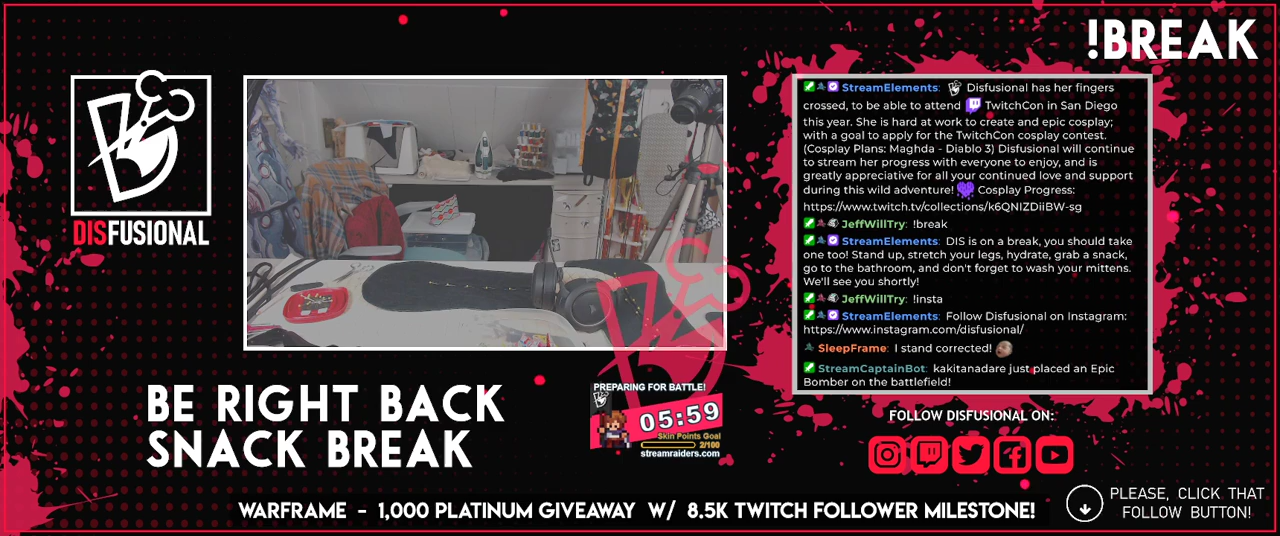 !BREAK
DISFUSIONAL
StreamElements: Disfusional has her fingers
crossed, to be able to attend TwitchCon in San Diego
this year. She is hard at work to create and epic cosplay;
with a goal to apply for the TwitchCon cosplay contest.
(Cosplay Plans: Maghda - Diablo 3) Disfusional will continue
to stream her progress with everyone to enjoy, and is
greatly appreciative for all your continued love and support
during this wild adventure! Cosplay Progress:
https://www.twitch.tv/collections/k6QNIZDiiBW-sg
JeffWillTry: !break
StreamElements: DIS is on a break, you should take
one too! Stand up, stretch your legs, hydrate, grab a snack,
go to the bathroom, and don't forget to wash your mittens.
We'll see you shortly!
JeffWillTry: !insta
StreamElements: Follow Disfusional on Instagram:
https://www.instagram.com/disfusional/
SleepFrame: I stand corrected!
StreamCaptainBot: kakitanadare just placed an Epic
Bomber on the battlefield!
BE RIGHT BACK
SNACK BREAK
PREPARING FOR BATTLE!
05:59
Skin Points Goal
2/100
streamraiders.com
FOLLOW DISFUSIONAL ON:
WARFRAME - 1,000 PLATINUM GIVEAWAY W/ 8.5K TWITCH FOLLOWER MILESTONE!
PLEASE, CLICK THAT
FOLLOW BUTTON!